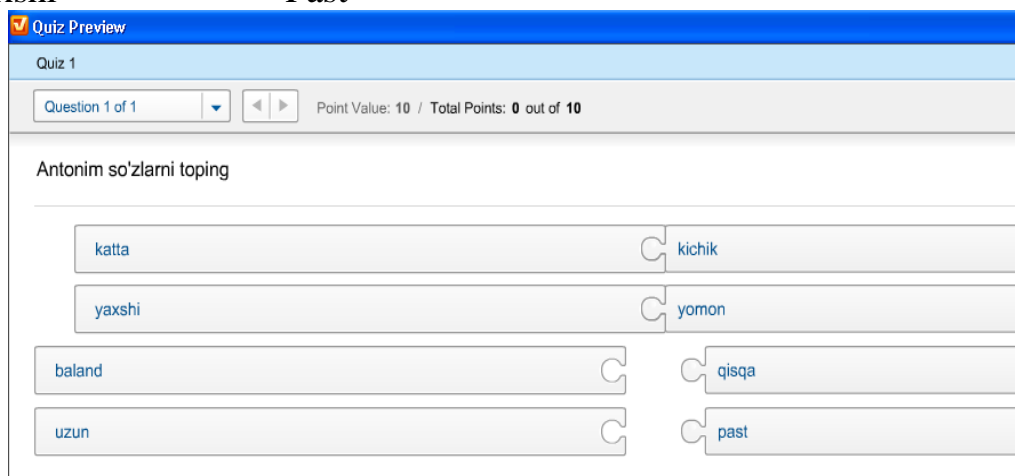 Quiz Preview
Quiz 1
Question 1 of 1 Point Value: 10 / Total Points: 0 out of 10
Antonim so'zlarni toping
katta kichik
yaxshi yomon
baland qisqa
uzun past